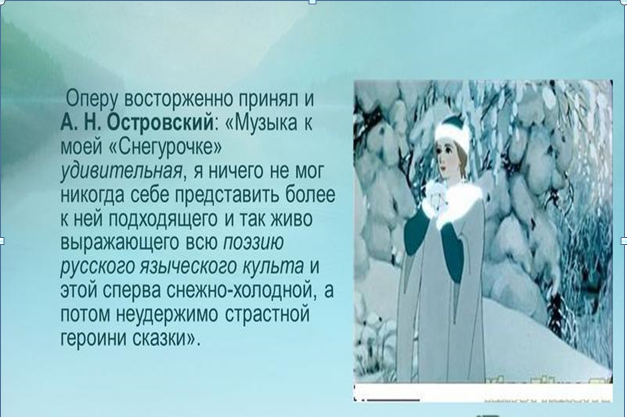 Оперу восторженно принял и
А. Н. Островский: «Музыка к
моей «Снегурочке»
удивительная, я ничего не мог
никогда себе представить более
к ней подходящего и так живо
выражающего всю поэзию
русского языческого культа и
этой сперва снежно-холодной, а
потом неудержимо страстной
героини сказки».